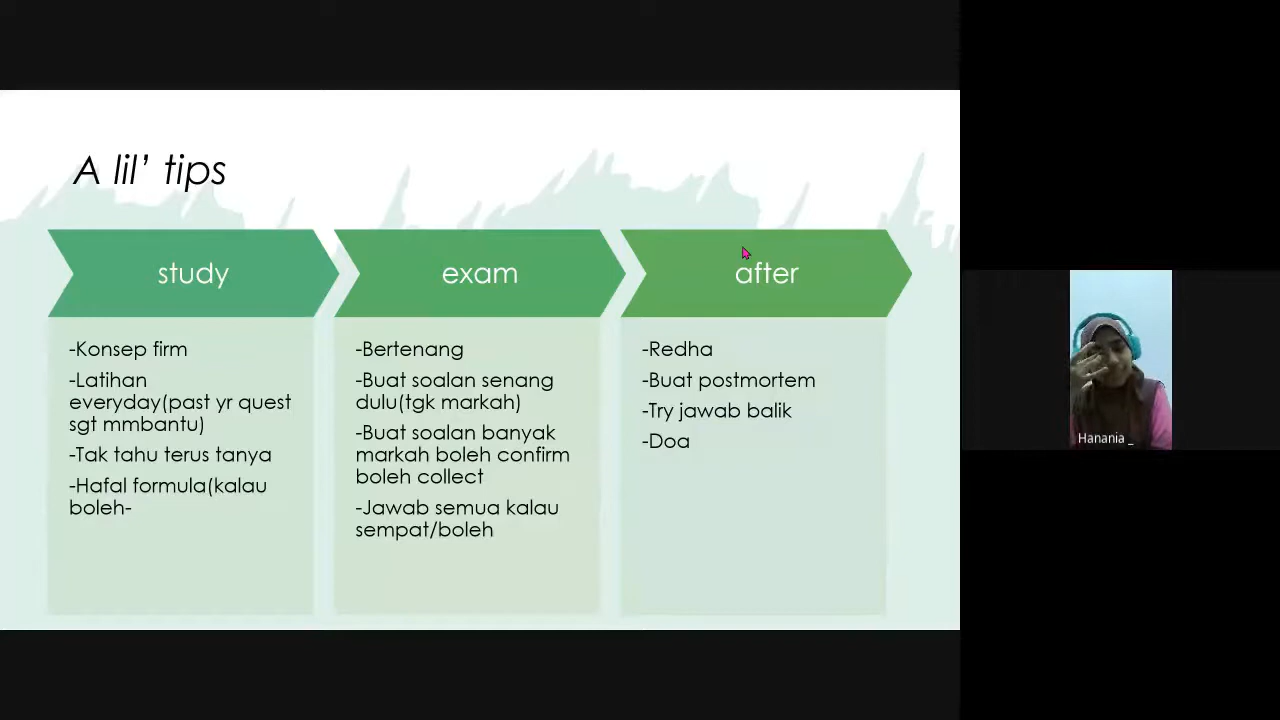 A lil’ tips
study
-Konsep firm
-Latihan
everyday(past yr quest
sgt mmbantu)
-Tak tahu terus tanya
-Hafal formula(kalau
boleh-
exam
-Bertenang
-Buat soalan senang
dulu(tgk markah)
-Buat soalan banyak
markah boleh confirm
boleh collect
-Jawab semua kalau
sempat/boleh
after
-Redha
-Buat postmortem
-Try jawab balik
-Doa
Hanania _